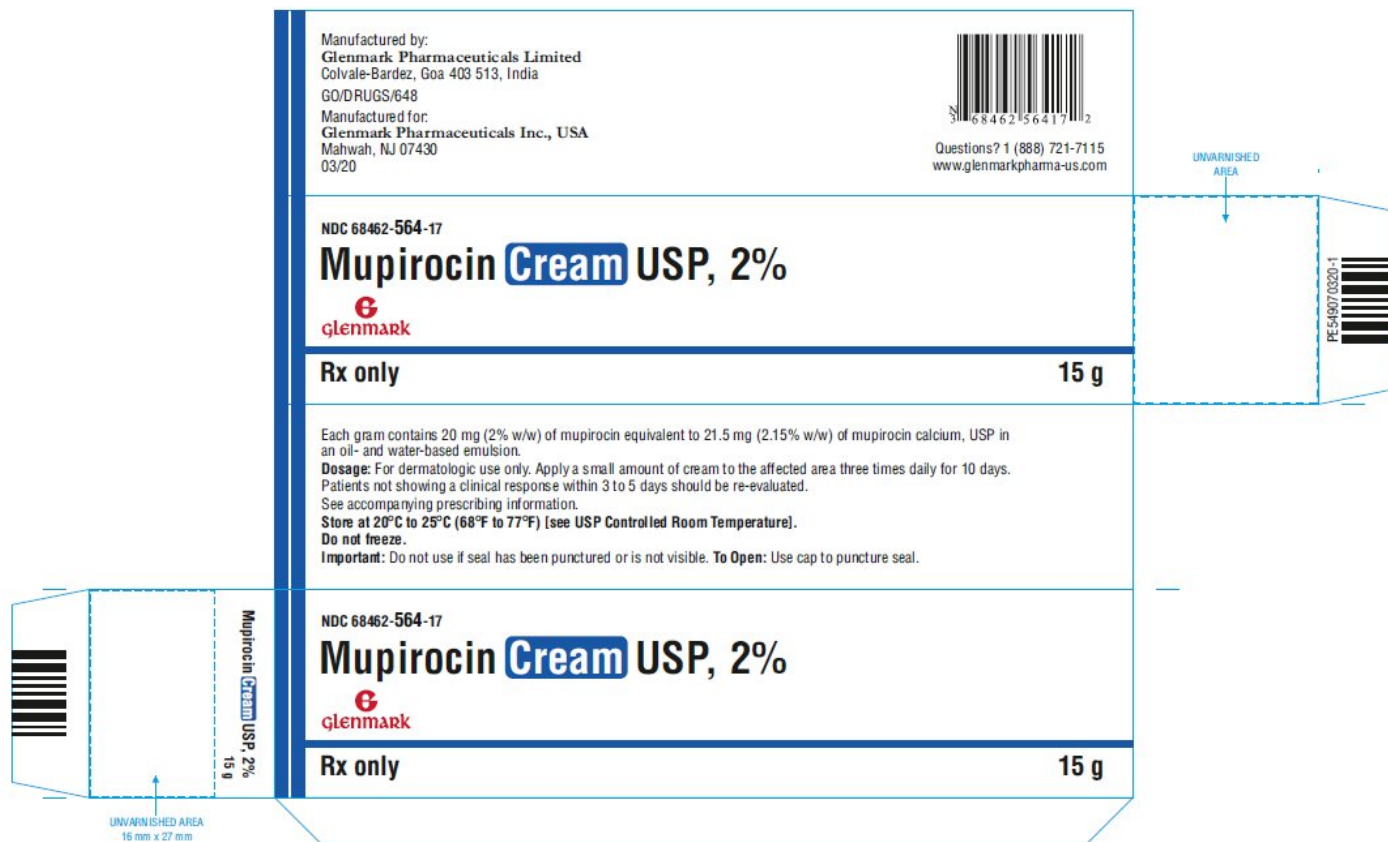 Manufactured by:
Glenmark Pharmaceuticals Limited
Colvale-Bardez, Goa 403 513, India
GO/DRUGS/648
Manufactured for:
Glenmark Pharmaceuticals Inc., USA
Mahwah, NJ 07430
03/20
N
3 68462 56417 2
Questions? 1 (888) 721-7115
www.glenmarkpharma-us.com
UNVARNISHED
AREA
NDC 68462-564-17
Mupirocin Cream USP, 2%
glenmark
Rx only 15 g
PE549070320-1
Each gram contains 20 mg (2% w/w) of mupirocin equivalent to 21.5 mg (2.15% w/w) of mupirocin calcium, USP in
an oil- and water-based emulsion.
Dosage: For dermatologic use only. Apply a small amount of cream to the affected area three times daily for 10 days.
Patients not showing a clinical response within 3 to 5 days should be re-evaluated.
See accompanying prescribing information.
Store at 20°C to 25°C (68°F to 77°F) [see USP Controlled Room Temperature].
Do not freeze.
Important: Do not use if seal has been punctured or is not visible. To Open: Use cap to puncture seal.
NDC 68462-564-17
Mupirocin Cream USP, 2%
glenmark
Rx only 15 g
Mupirocin Cream USP, 2%
15 g
UNVARNISHED AREA
16 mm x 27 mm